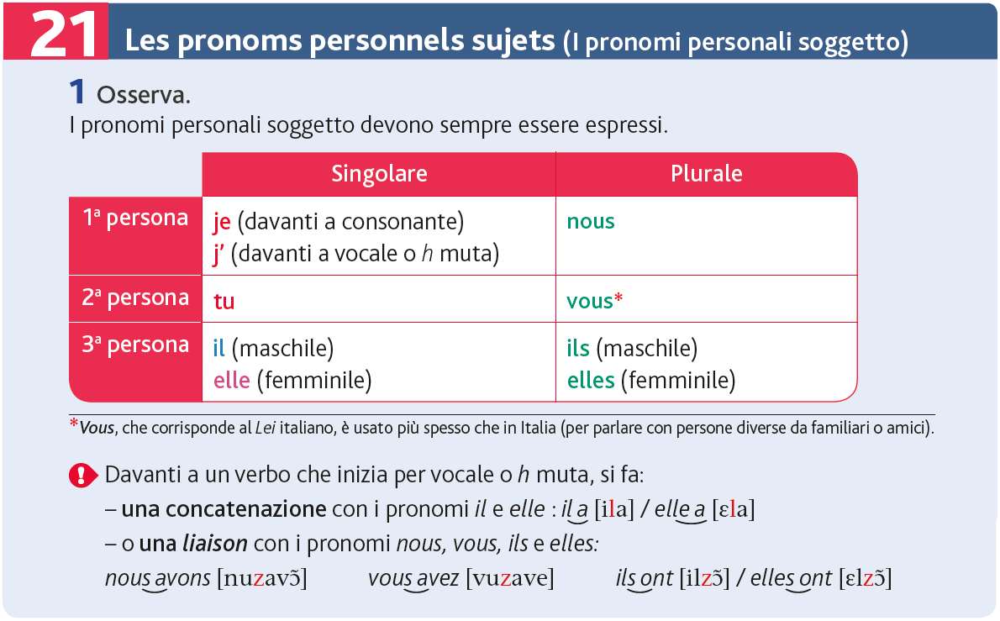 21 Les pronoms personnels sujets (I pronomi personali soggetto)
1 Osserva.
I pronomi personali soggetto devono sempre essere espressi.
Singolare Plurale
1ª persona je (davanti a consonante) nous
j’ (davanti a vocale o h muta)
2ª persona tu vous*
3ª persona il (maschile) ils (maschile)
elle (femminile) elles (femminile)
*Vous, che corrisponde al Lei italiano, è usato più spesso che in Italia (per parlare con persone diverse da familiari o amici).
! Davanti a un verbo che inizia per vocale o h muta, si fa:
– una concatenazione con i pronomi il e elle : il a [ila] / elle a [ɛla]
– o una liaison con i pronomi nous, vous, ils e elles:
nous avons [nuzavɔ̃] vous avez [vuzave] ils ont [ilzɔ̃] / elles ont [ɛlzɔ̃]